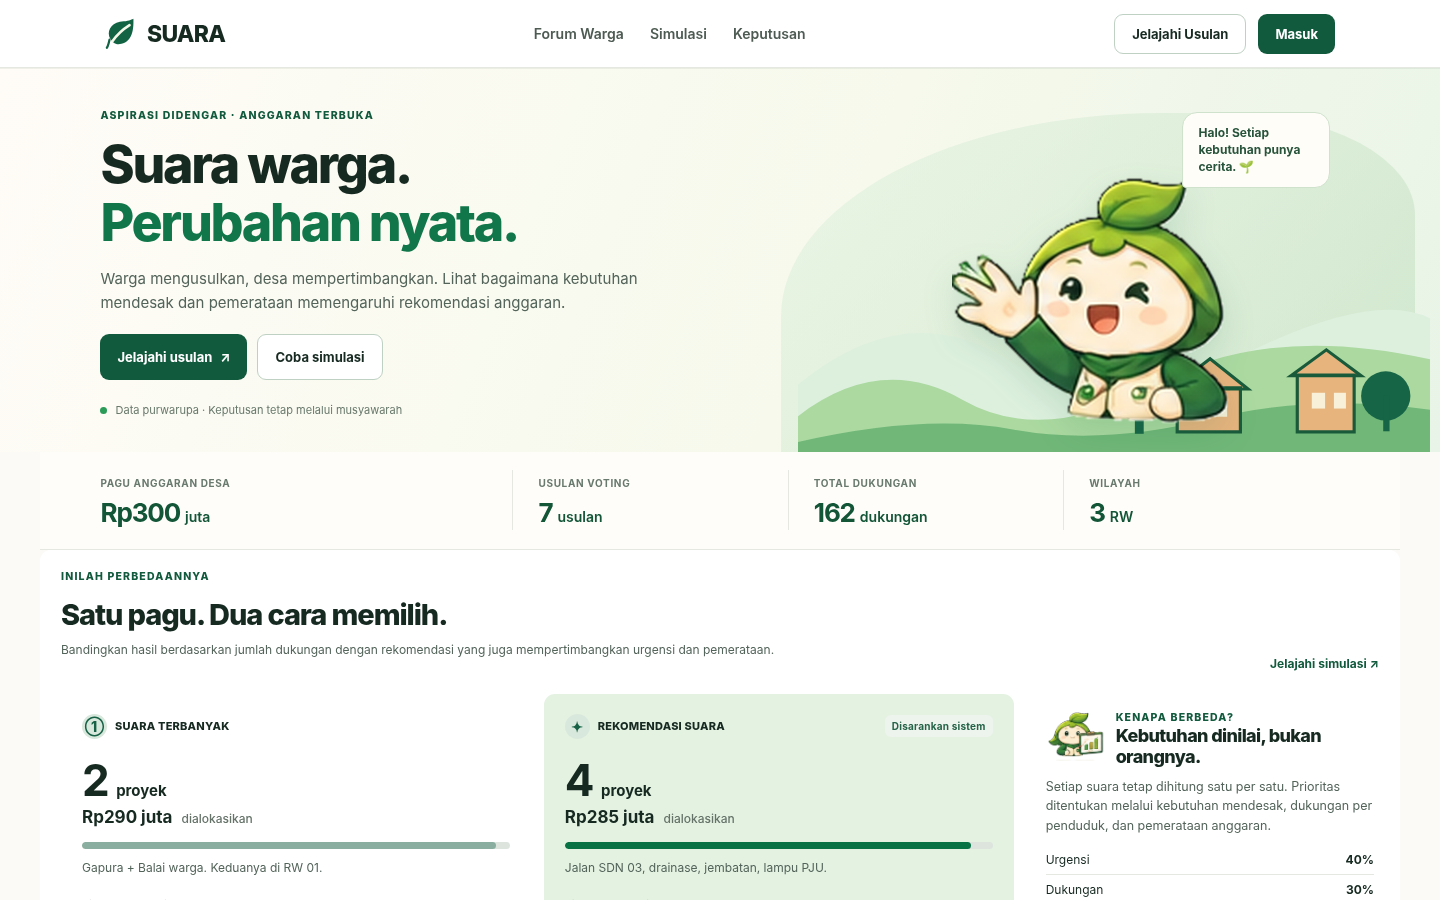 SUARA
Forum Warga
Simulasi
Keputusan
Jelajahi Usulan
Masuk
ASPIRASI DIDENGAR · ANGGARAN TERBUKA
Suara warga.
Perubahan nyata.
Warga mengusulkan, desa mempertimbangkan. Lihat bagaimana kebutuhan
mendesak dan pemerataan memengaruhi rekomendasi anggaran.
Jelajahi usulan ↗
Coba simulasi
Data purwarupa · Keputusan tetap melalui musyawarah
Halo! Setiap
kebutuhan punya
cerita. 🌱
PAGU ANGGARAN DESA
Rp300 juta
USULAN VOTING
7 usulan
TOTAL DUKUNGAN
162 dukungan
WILAYAH
3 RW
INILAH PERBEDAANNYA
Satu pagu. Dua cara memilih.
Bandingkan hasil berdasarkan jumlah dukungan dengan rekomendasi yang juga mempertimbangkan urgensi dan pemerataan.
Jelajahi simulasi ↗
① SUARA TERBANYAK
2 proyek
Rp290 juta dialokasikan
Gapura + Balai warga. Keduanya di RW 01.
✦ REKOMENDASI SUARA
Disarankan sistem
4 proyek
Rp285 juta dialokasikan
Jalan SDN 03, drainase, jembatan, lampu PJU.
KENAPA BERBEDA?
Kebutuhan dinilai, bukan
orangnya.
Setiap suara tetap dihitung satu per satu. Prioritas
ditentukan melalui kebutuhan mendesak, dukungan per
penduduk, dan pemerataan anggaran.
Urgensi 40%
Dukungan 30%